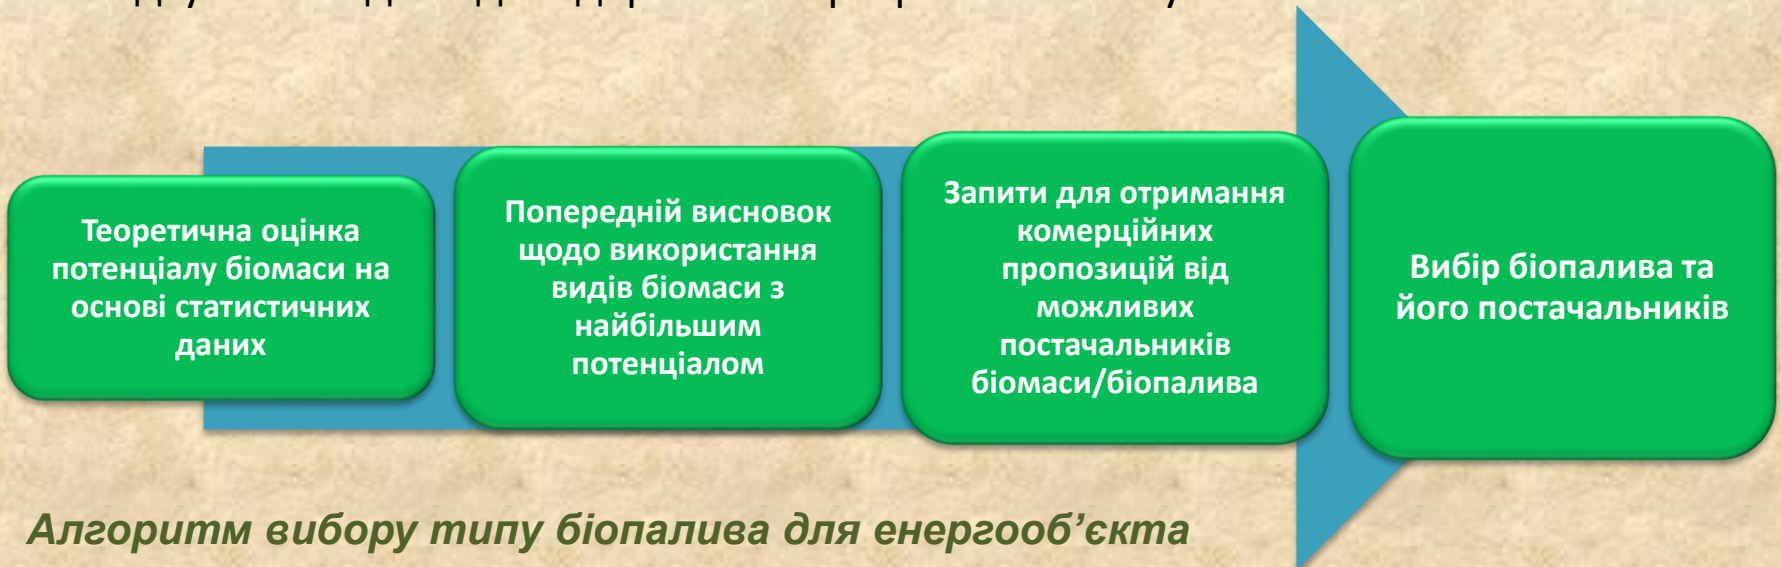 Теоретична оцінка
потенціалу біомаси на
основі статистичних
даних
Попередній висновок
щодо використання
видів біомаси з
найбільшим
потенціалом
Запити для отримання
комерційних
пропозицій від
можливих
постачальників
біомаси/біопалива
Вибір біопалива та
його постачальників
Алгоритм вибору типу біопалива для енергооб’єкта